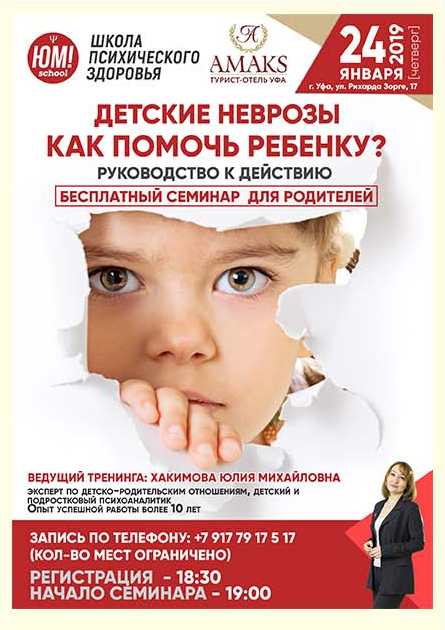 ЮМ!
school
ШКОЛА
ПСИХИЧЕСКОГО
ЗДОРОВЬЯ
AMAKS
ТУРИСТ-ОТЕЛЬ УФА
24
ЯНВАРЯ
2019
[четверг]
г. Уфа, ул. Рихарда Зорге, 17
ДЕТСКИЕ НЕВРОЗЫ
КАК ПОМОЧЬ РЕБЕНКУ?
РУКОВОДСТВО К ДЕЙСТВИЮ
БЕСПЛАТНЫЙ СЕМИНАР ДЛЯ РОДИТЕЛЕЙ
ВЕДУЩИЙ ТРЕНИНГА: ХАКИМОВА ЮЛИЯ МИХАЙЛОВНА
ЭКСПЕРТ ПО ДЕТСКО-РОДИТЕЛЬСКИМ ОТНОШЕНИЯМ, ДЕТСКИЙ И
ПОДРОСТКОВЫЙ ПСИХОАНАЛИТИК
ОПЫТ УСПЕШНОЙ РАБОТЫ БОЛЕЕ 10 ЛЕТ
ЗАПИСЬ ПО ТЕЛЕФОНУ: +7 917 79 17 5 17
(КОЛ-ВО МЕСТ ОГРАНИЧЕНО)
РЕГИСТРАЦИЯ - 18:30
НАЧАЛО СЕМИНАРА - 19:00